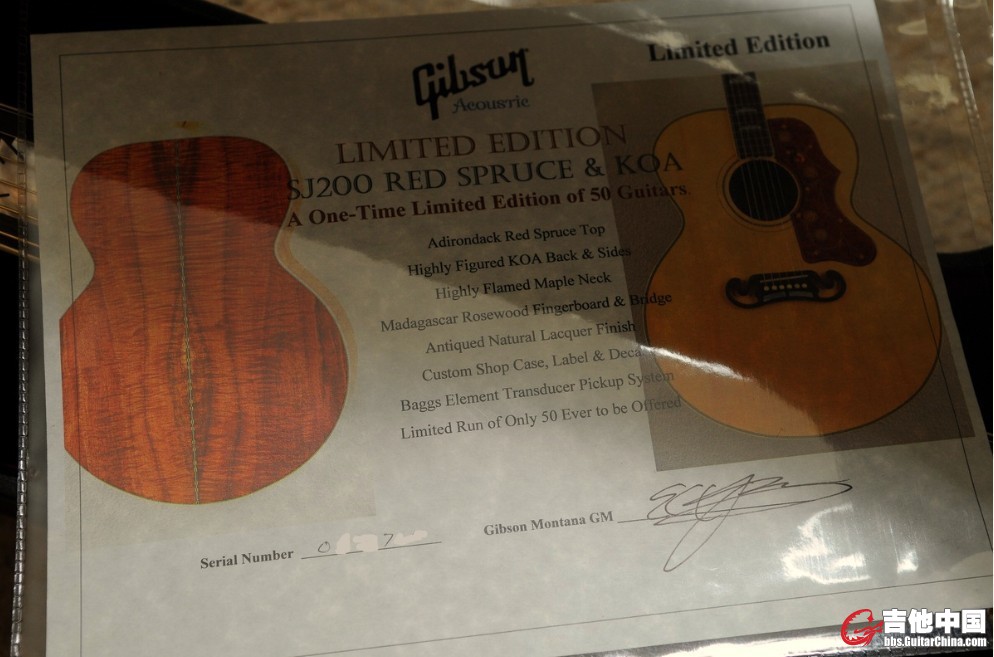 Limited Edition
Gibson
Acoustic
LIMITED EDITION
SJ200 RED SPRUCE & KOA
A One-Time Limited Edition of 50 Guitars
Adirondack Red Spruce Top
Highly Figured KOA Back & Sides
Highly Flamed Maple Neck
Madagascar Rosewood Fingerboard & Bridge
Antiqued Natural Lacquer Finish
Custom Shop Case, Label & Decal
Baggs Element Transducer Pickup System
Limited Run of Only 50 Ever to be Offered
Serial Number
Gibson Montana GM
吉他中国
bbs.GuitarChina.com